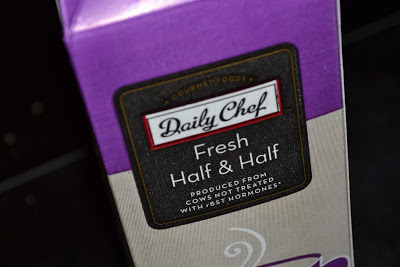 GOURMET FOODS
Daily Chef
Fresh
Half & Half
PRODUCED FROM
COWS NOT TREATED
WITH rBST HORMONES*